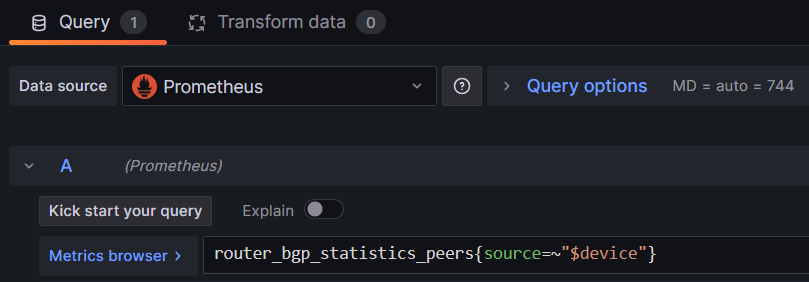 Query 1 Transform data 0
Data source Prometheus Query options MD = auto = 744
A (Prometheus)
Kick start your query Explain
Metrics browser > router_bgp_statistics_peers{source=~"$device"}